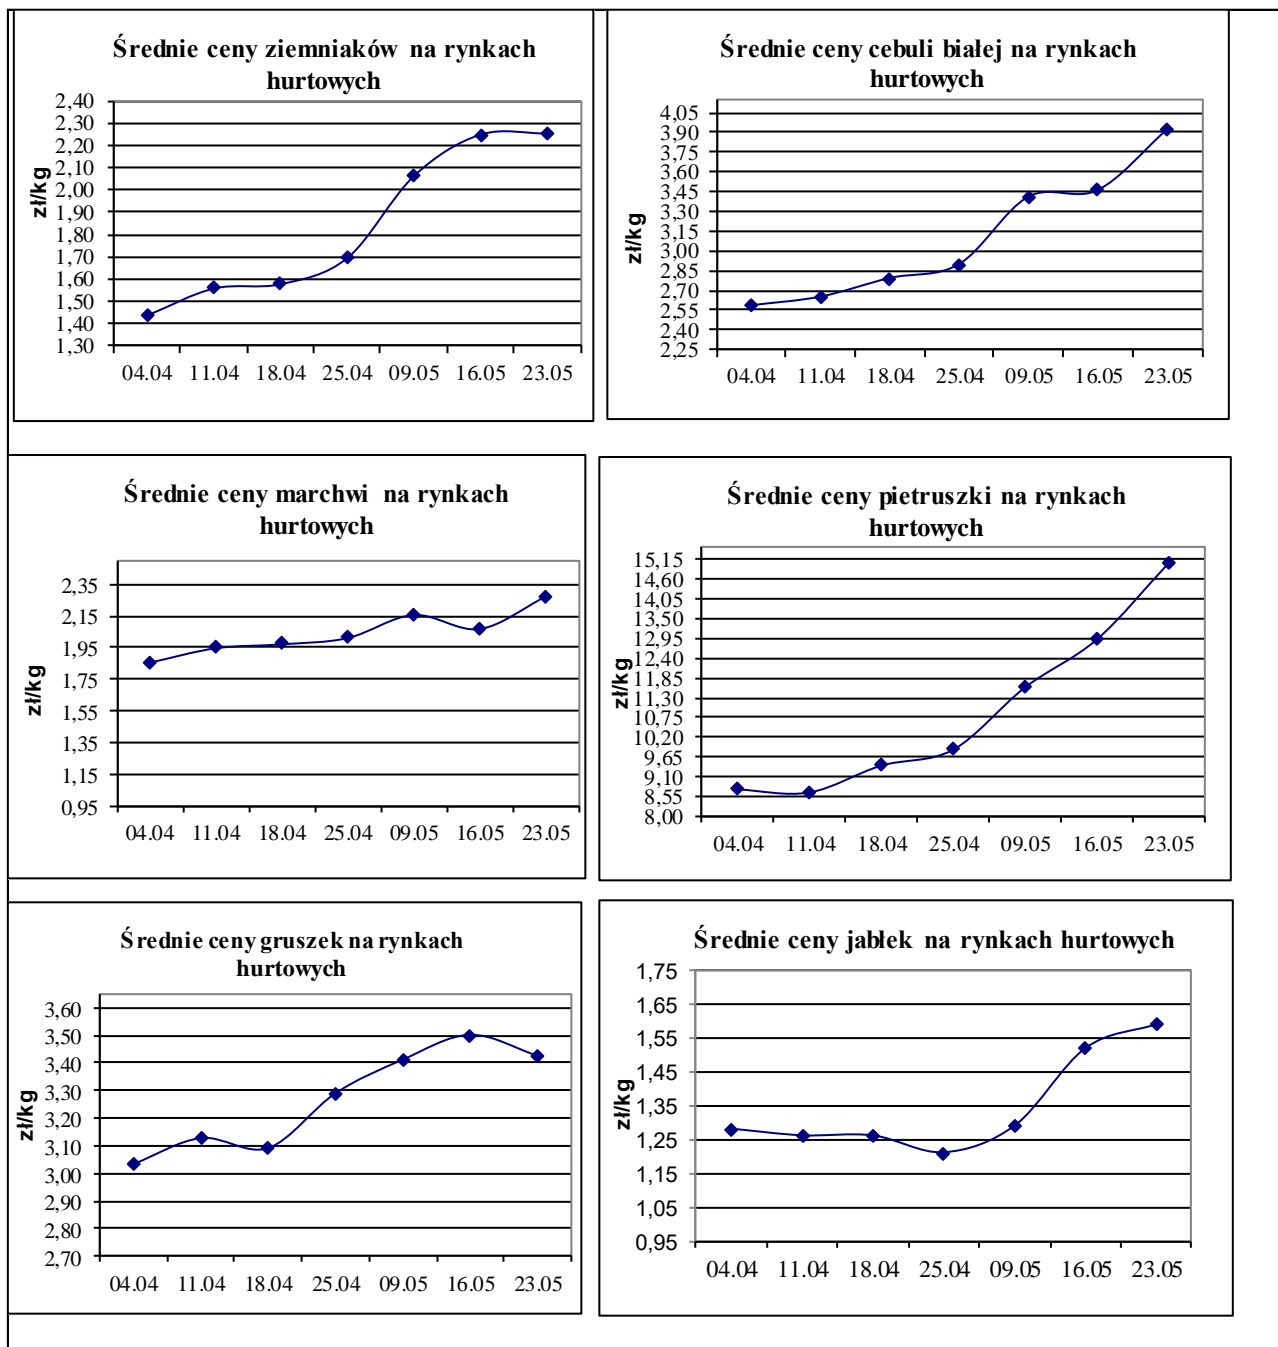 Średnie ceny ziemniaków na rynkach
hurtowych
zł/kg
2,40
2,30
2,20
2,10
2,00
1,90
1,80
1,70
1,60
1,50
1,40
1,30
04.04 11.04 18.04 25.04 09.05 16.05 23.05
Średnie ceny cebuli białej na rynkach
hurtowych
zł/kg
4,05
3,90
3,75
3,60
3,45
3,30
3,15
3,00
2,85
2,70
2,55
2,40
2,25
04.04 11.04 18.04 25.04 09.05 16.05 23.05
Średnie ceny marchwi na rynkach
hurtowych
zł/kg
2,35
2,15
1,95
1,75
1,55
1,35
1,15
0,95
04.04 11.04 18.04 25.04 09.05 16.05 23.05
Średnie ceny pietruszki na rynkach
hurtowych
zł/kg
15,15
14,60
14,05
13,50
12,95
12,40
11,85
11,30
10,75
10,20
9,65
9,10
8,55
8,00
04.04 11.04 18.04 25.04 09.05 16.05 23.05
Średnie ceny gruszek na rynkach
hurtowych
zł/kg
3,60
3,50
3,40
3,30
3,20
3,10
3,00
2,90
2,80
2,70
04.04 11.04 18.04 25.04 09.05 16.05 23.05
Średnie ceny jabłek na rynkach hurtowych
zł/kg
1,75
1,65
1,55
1,45
1,35
1,25
1,15
1,05
0,95
04.04 11.04 18.04 25.04 09.05 16.05 23.05